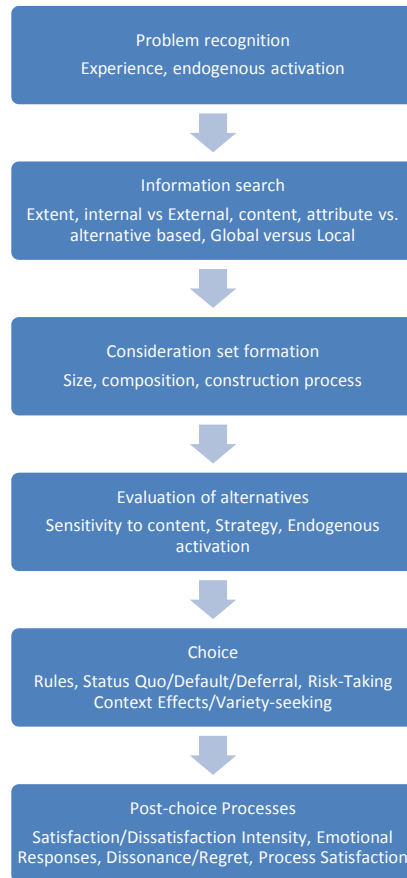 Problem recognition
Experience, endogenous activation
Information search
Extent, internal vs External, content, attribute vs.
alternative based, Global versus Local
Consideration set formation
Size, composition, construction process
Evaluation of alternatives
Sensitivity to content, Strategy, Endogenous
activation
Choice
Rules, Status Quo/Default/Deferral, Risk-Taking
Context Effects/Variety-seeking
Post-choice Processes
Satisfaction/Dissatisfaction Intensity, Emotional
Responses, Dissonance/Regret, Process Satisfaction